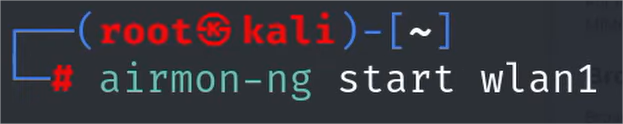 ┌──(root㉿kali)-[~]
└─# airmon-ng start wlan1